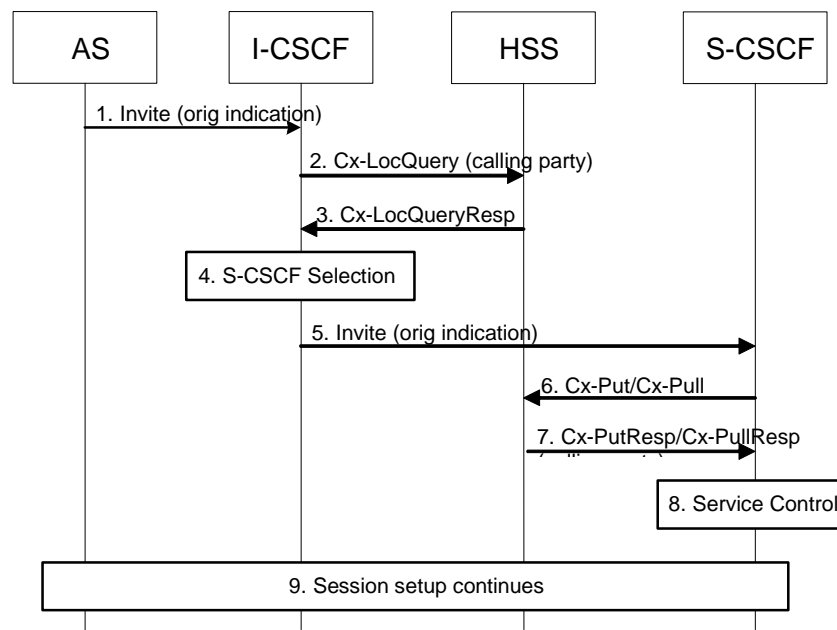 AS I-CSCF HSS S-CSCF
1. Invite (orig indication)
2. Cx-LocQuery (calling party)
3. Cx-LocQueryResp
4. S-CSCF Selection
5. Invite (orig indication)
6. Cx-Put/Cx-Pull
7. Cx-PutResp/Cx-PullResp
8. Service Control
9. Session setup continues